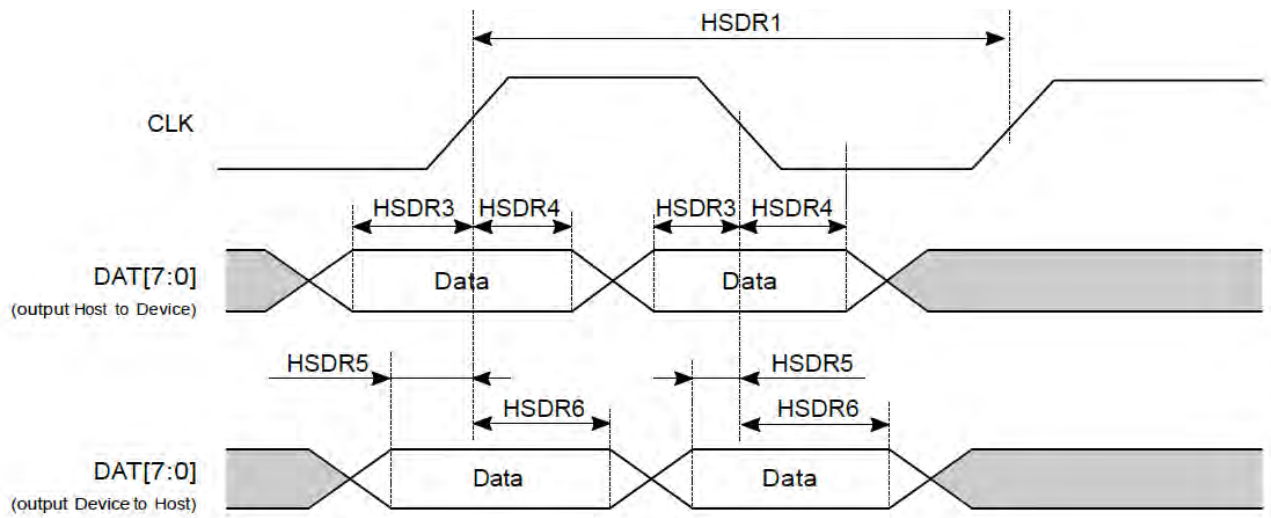 HSDR1
CLK
HSDR3 HSDR4 HSDR3 HSDR4
DAT[7:0] Data Data
(output Host to Device)
HSDR5 HSDR5
HSDR6 HSDR6
DAT[7:0] Data Data
(output Device to Host)